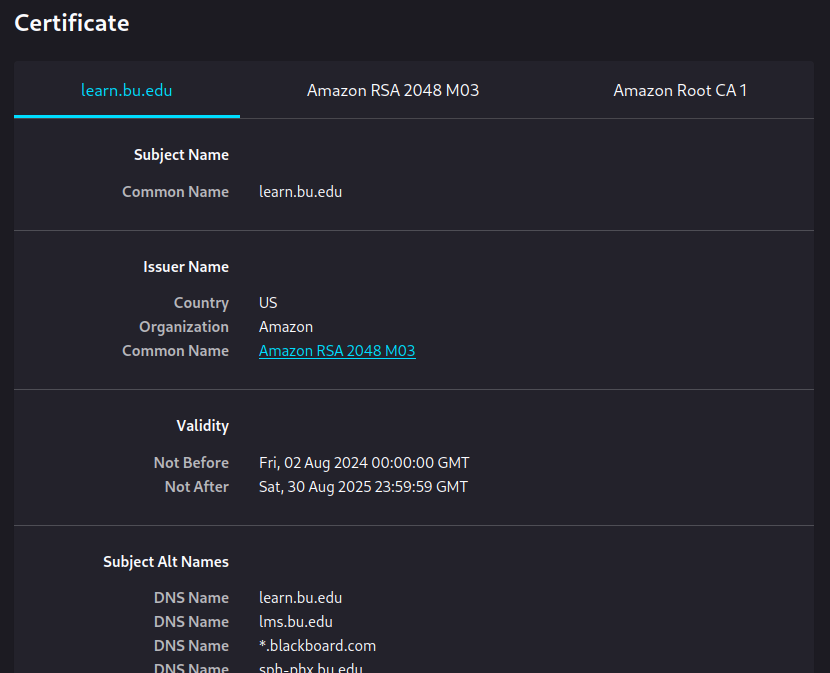 Certificate
learn.bu.edu Amazon RSA 2048 M03 Amazon Root CA 1
Subject Name
Common Name learn.bu.edu
Issuer Name
Country US
Organization Amazon
Common Name Amazon RSA 2048 M03
Validity
Not Before Fri, 02 Aug 2024 00:00:00 GMT
Not After Sat, 30 Aug 2025 23:59:59 GMT
Subject Alt Names
DNS Name learn.bu.edu
DNS Name lms.bu.edu
DNS Name *.blackboard.com
DNS Name sph-phx.bu.edu